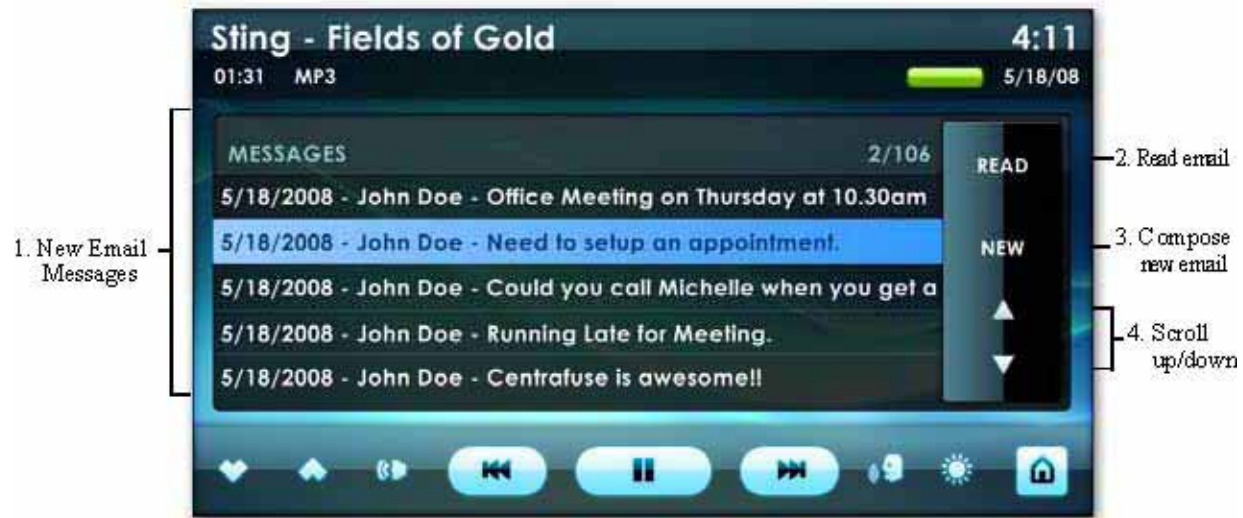 Sting - Fields of Gold 4:11
01:31 MP3 5/18/08
MESSAGES 2/106
5/18/2008 - John Doe - Office Meeting on Thursday at 10.30am
5/18/2008 - John Doe - Need to setup an appointment.
5/18/2008 - John Doe - Could you call Michelle when you get a
5/18/2008 - John Doe - Running Late for Meeting.
5/18/2008 - John Doe - Centrafuse is awesome!!
READ
NEW
1. New Email
Messages
2. Read email
3. Compose
new email
4. Scroll
up/down